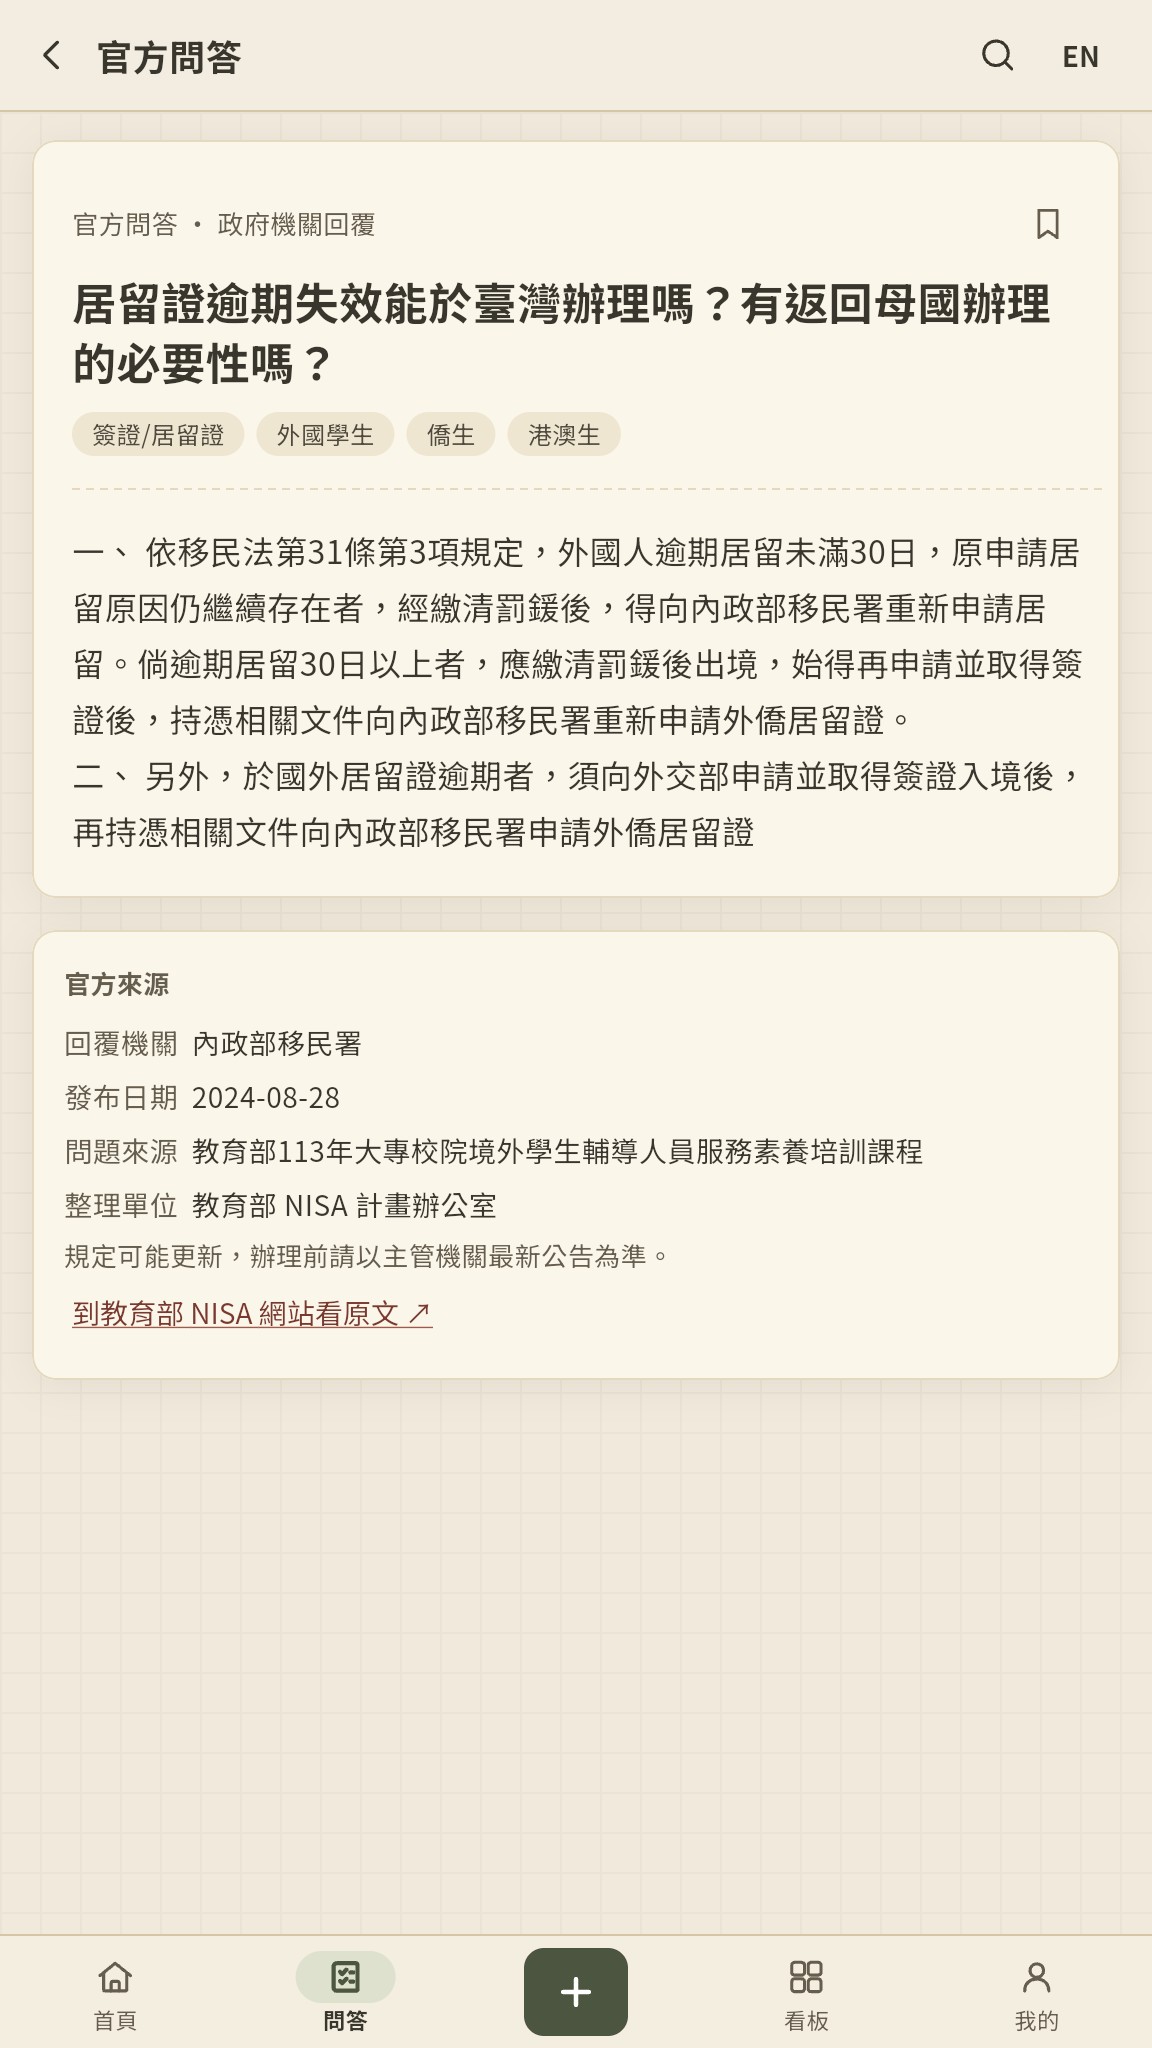 官方問答
EN
官方問答 · 政府機關回覆
居留證逾期失效能於臺灣辦理嗎？有返回母國辦理
的必要性嗎？
簽證/居留證 外國學生 僑生 港澳生
一、 依移民法第31條第3項規定，外國人逾期居留未滿30日，原申請居
留原因仍繼續存在者，經繳清罰鍰後，得向內政部移民署重新申請居
留。倘逾期居留30日以上者，應繳清罰鍰後出境，始得再申請並取得簽
證後，持憑相關文件向內政部移民署重新申請外僑居留證。
二、 另外，於國外居留證逾期者，須向外交部申請並取得簽證入境後，
再持憑相關文件向內政部移民署申請外僑居留證
官方來源
回覆機關 內政部移民署
發布日期 2024-08-28
問題來源 教育部113年大專校院境外學生輔導人員服務素養培訓課程
整理單位 教育部 NISA 計畫辦公室
規定可能更新，辦理前請以主管機關最新公告為準。
到教育部 NISA 網站看原文 ↗
首頁 問答 看板 我的